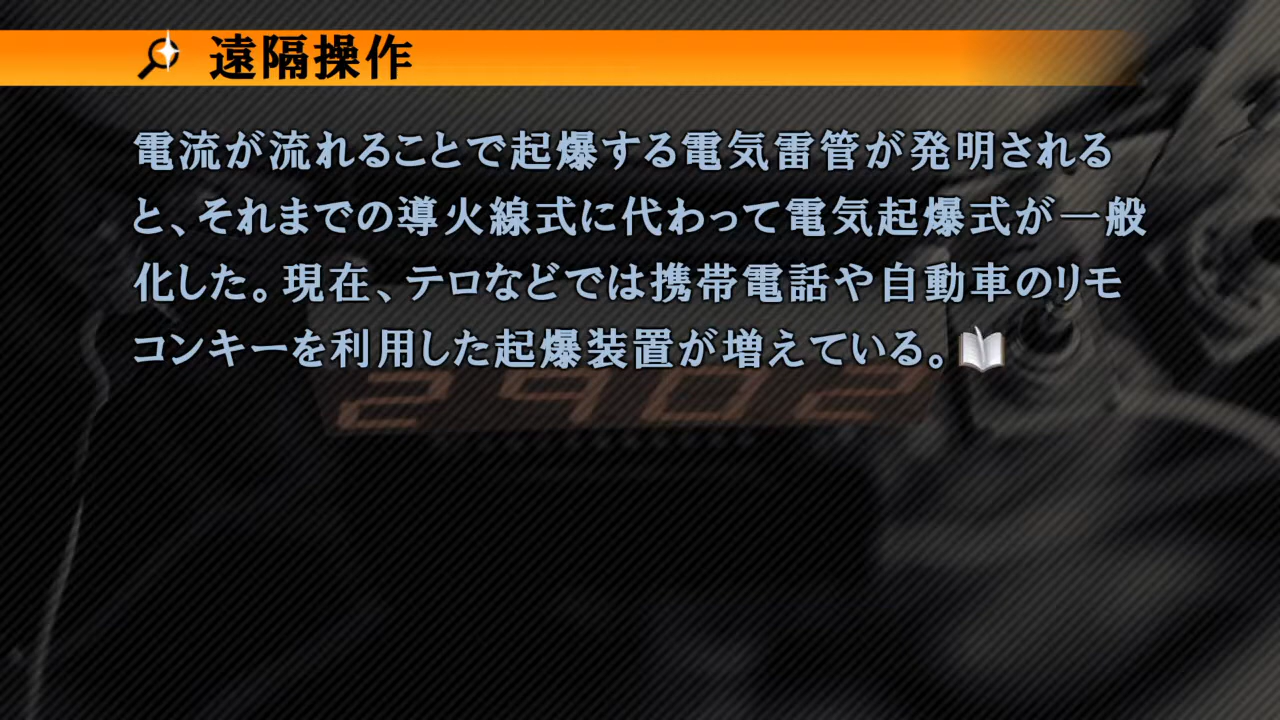 遠隔操作
電流が流れることで起爆する電気雷管が発明される
と、それまでの導火線式に代わって電気起爆式が一般
化した。現在、テロなどでは携帯電話や自動車のリモ
コンキーを利用した起爆装置が増えている。
2902